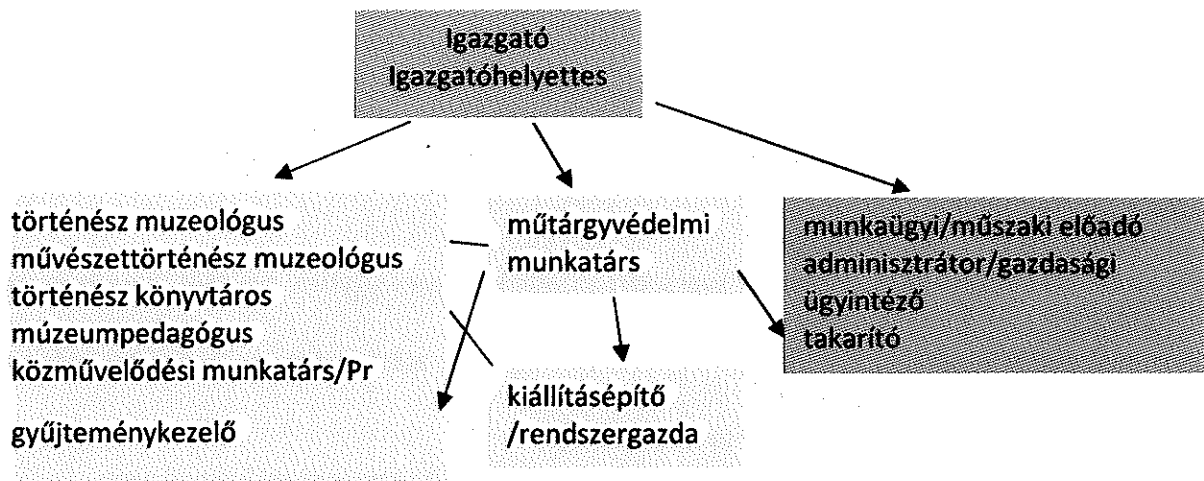 Igazgató
Igazgatóhelyettes
történész muzeológus
művészettörténész muzeológus
történész könyvtáros
múzeumpedagógus
közművelődési munkatárs/Pr
gyűjteménykezelő
műtárgyvédelmi
munkatárs
kiállításépítő
/rendszergazda
munkaügyi/műszaki előadó
adminisztrátor/gazdasági
ügyintéző
takarító